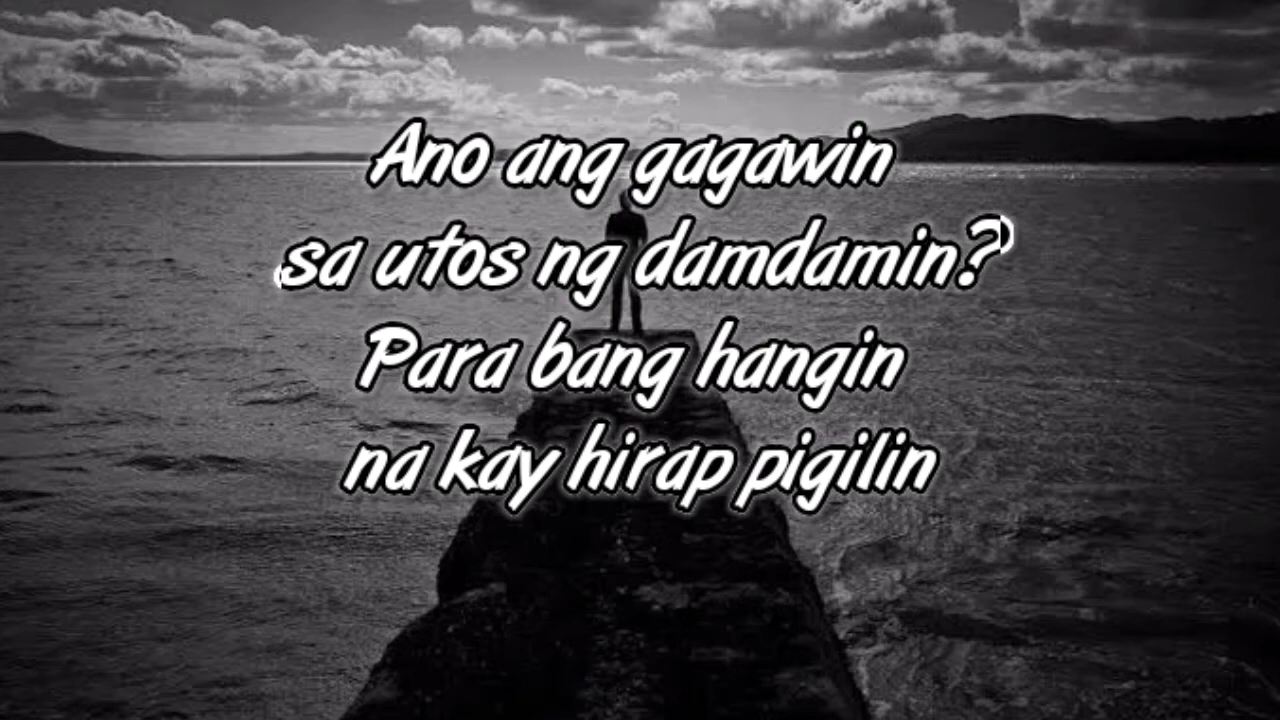 Ano ang gagawin
sa utos ng damdamin?
Para bang hangin
na kay hirap pigilin